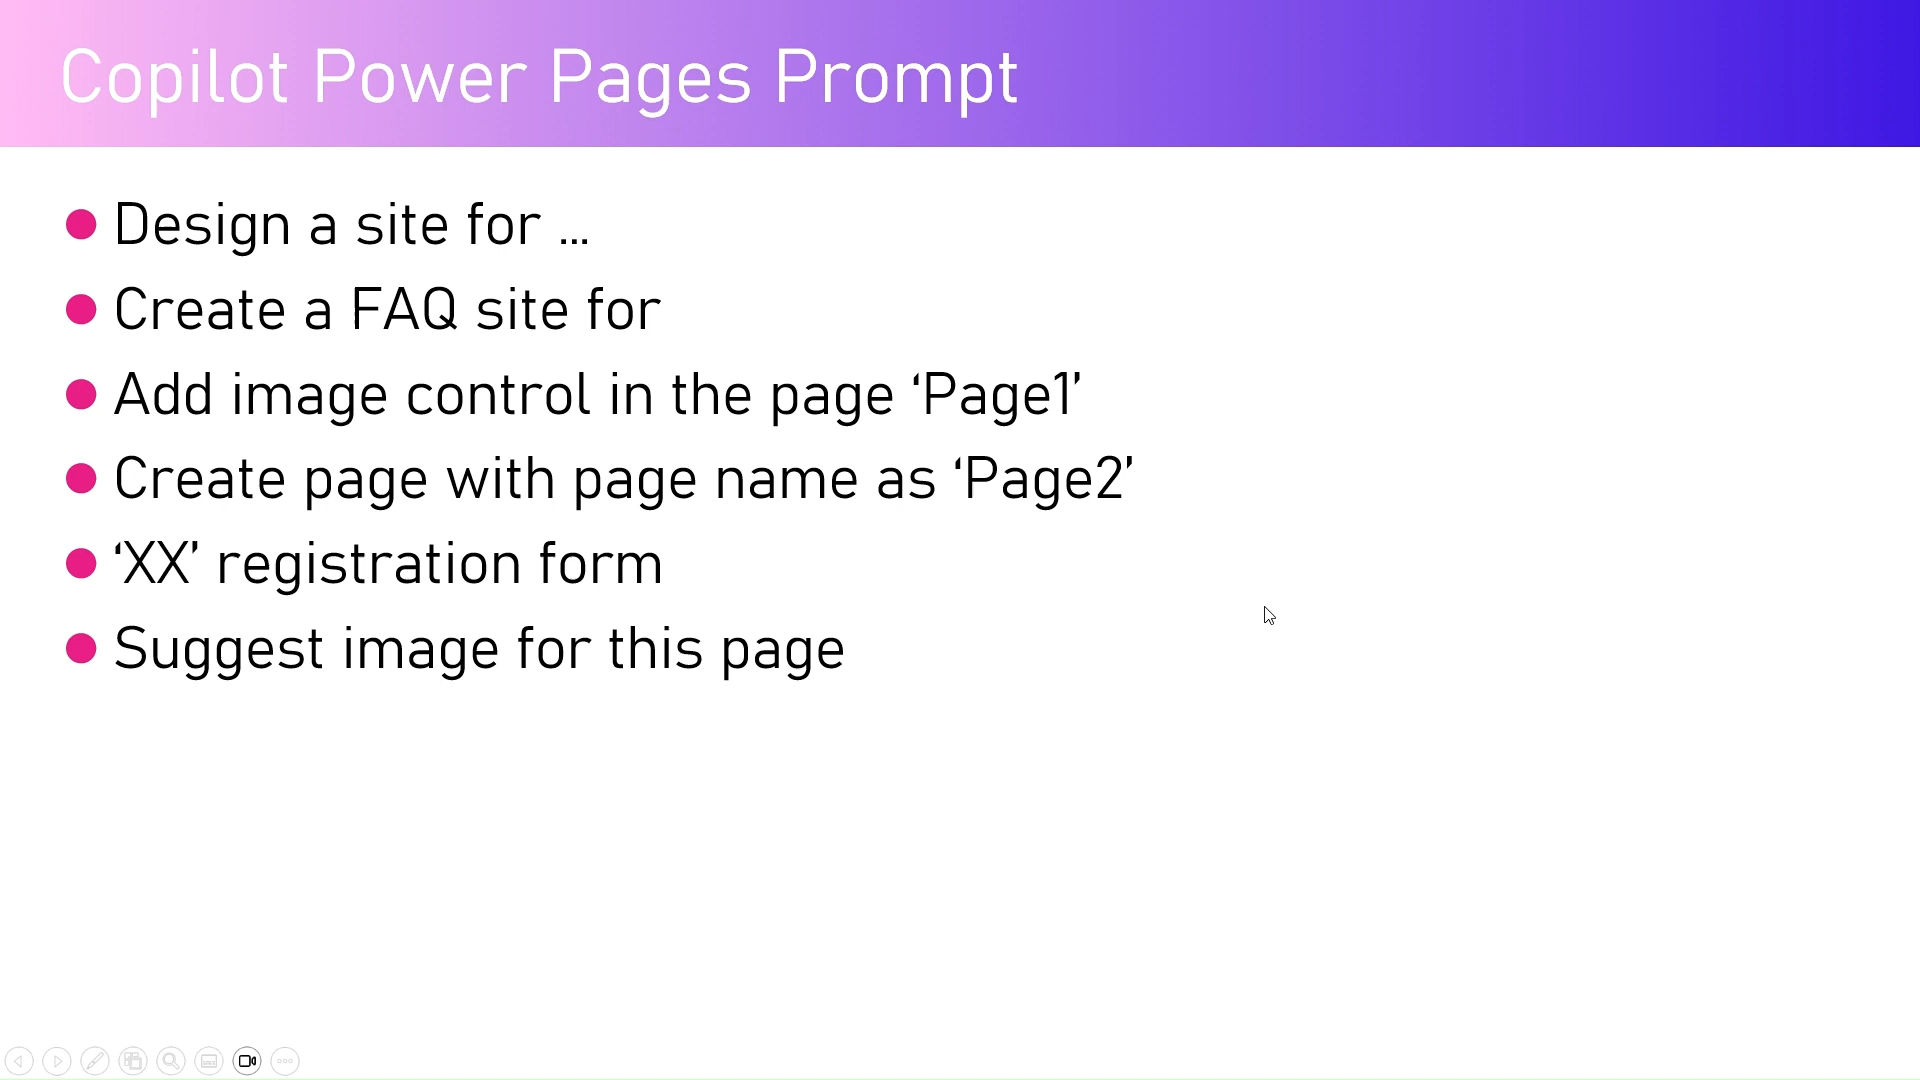 Copilot Power Pages Prompt
Design a site for ...
Create a FAQ site for
Add image control in the page ‘Page1’
Create page with page name as ‘Page2’
‘XX’ registration form
Suggest image for this page